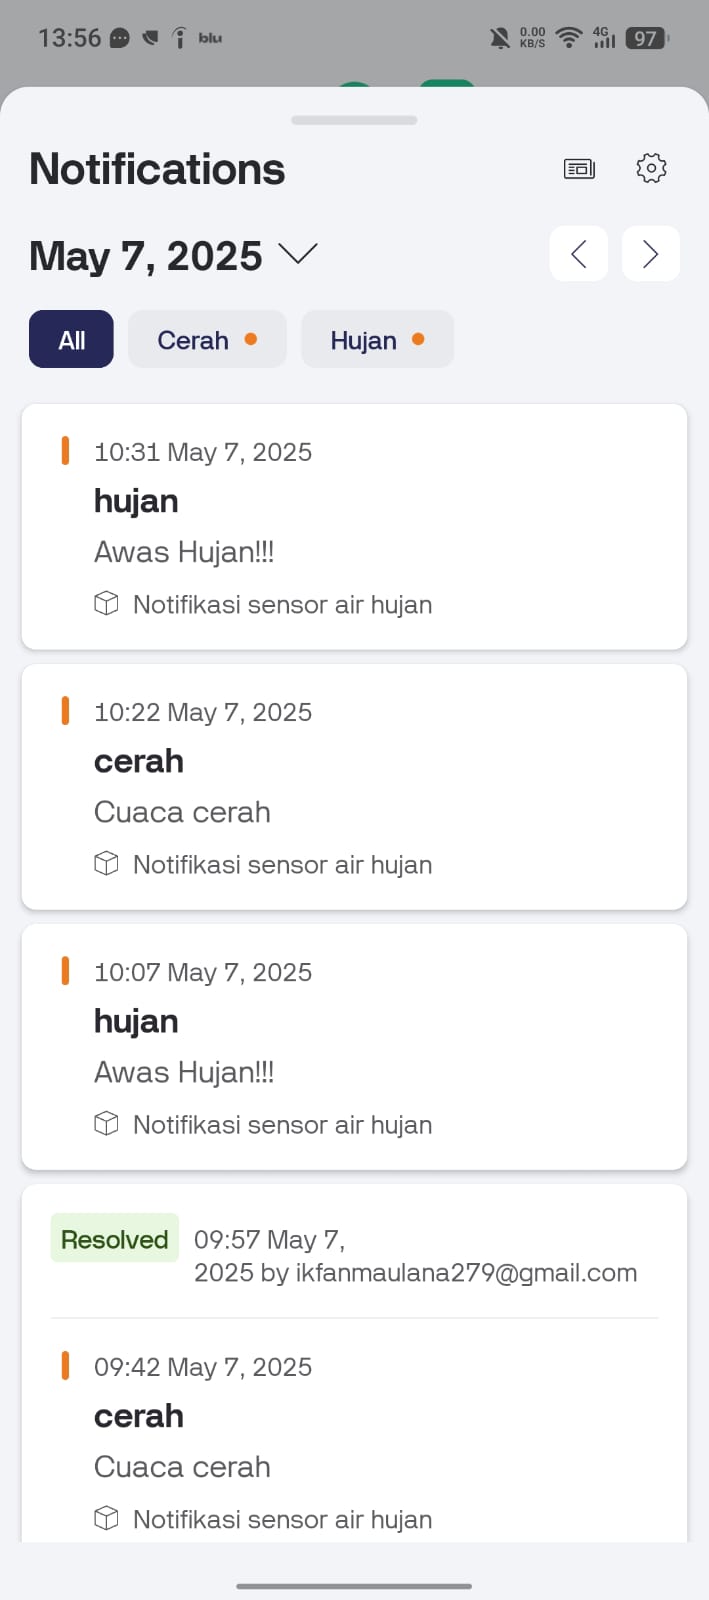 13:56 blu 0.00 KB/S 4G 97
Notifications
May 7, 2025
All Cerah Hujan
10:31 May 7, 2025
hujan
Awas Hujan!!!
Notifikasi sensor air hujan
10:22 May 7, 2025
cerah
Cuaca cerah
Notifikasi sensor air hujan
10:07 May 7, 2025
hujan
Awas Hujan!!!
Notifikasi sensor air hujan
Resolved 09:57 May 7,
2025 by ikfanmaulana279@gmail.com
09:42 May 7, 2025
cerah
Cuaca cerah
Notifikasi sensor air hujan